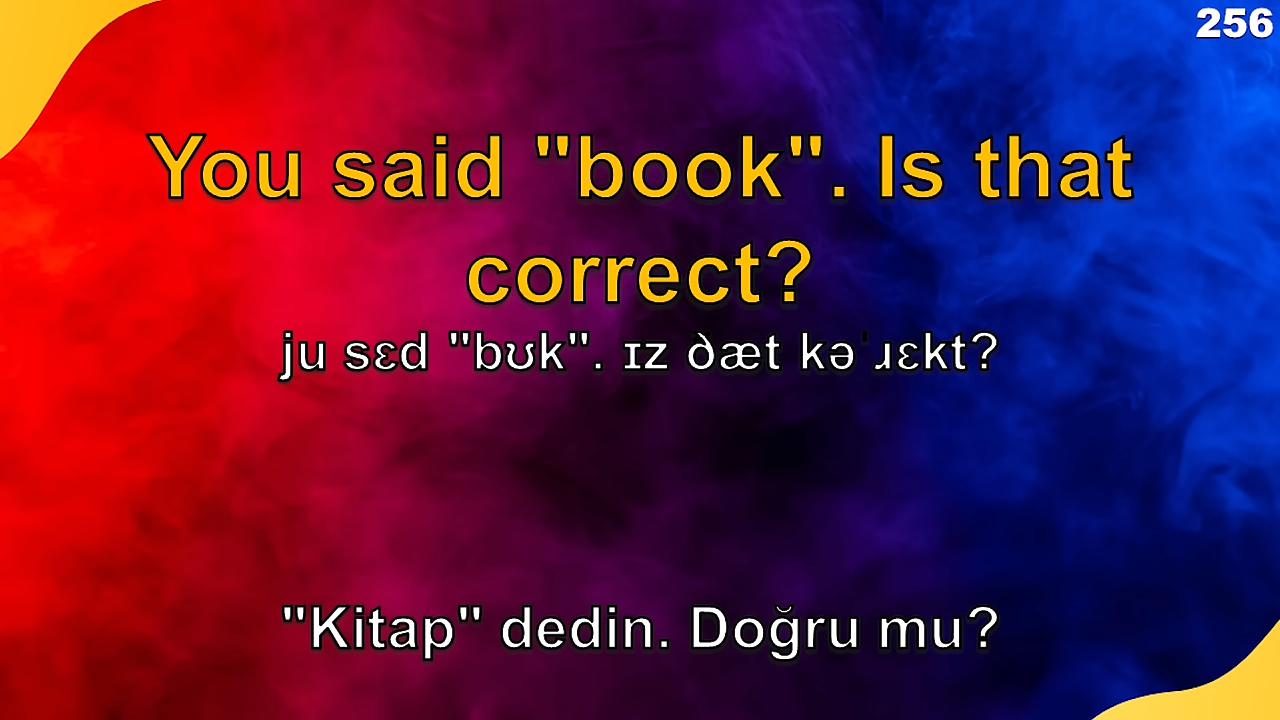 256
You said "book". Is that
correct?
ju sɛd "bʊk". ɪz ðæt kəˈɹɛkt?
"Kitap" dedin. Doğru mu?